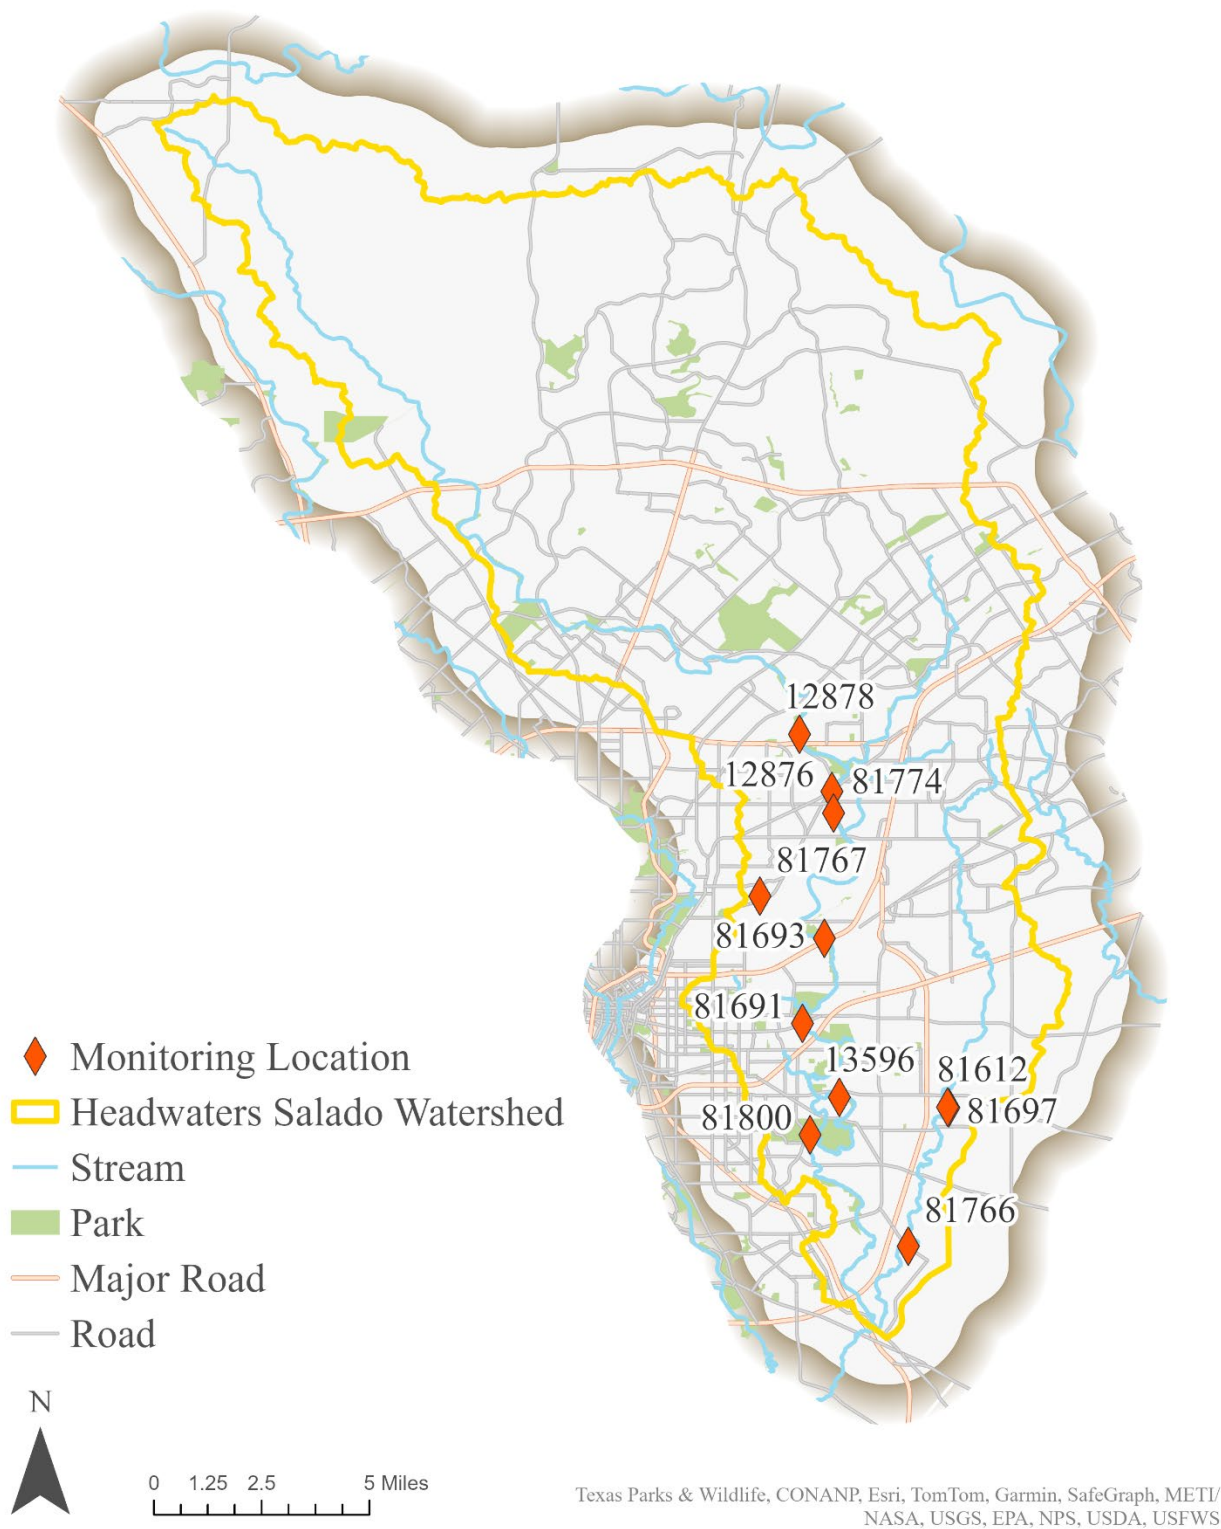 12878
12876
81774
81767
81693
81691
13596
81612
81800
81697
81766
Monitoring Location
Headwaters Salado Watershed
Stream
Park
Major Road
Road
N
0 1.25 2.5 5 Miles
Texas Parks & Wildlife, CONANP, Esri, TomTom, Garmin, SafeGraph, METI/
NASA, USGS, EPA, NPS, USDA, USFWS